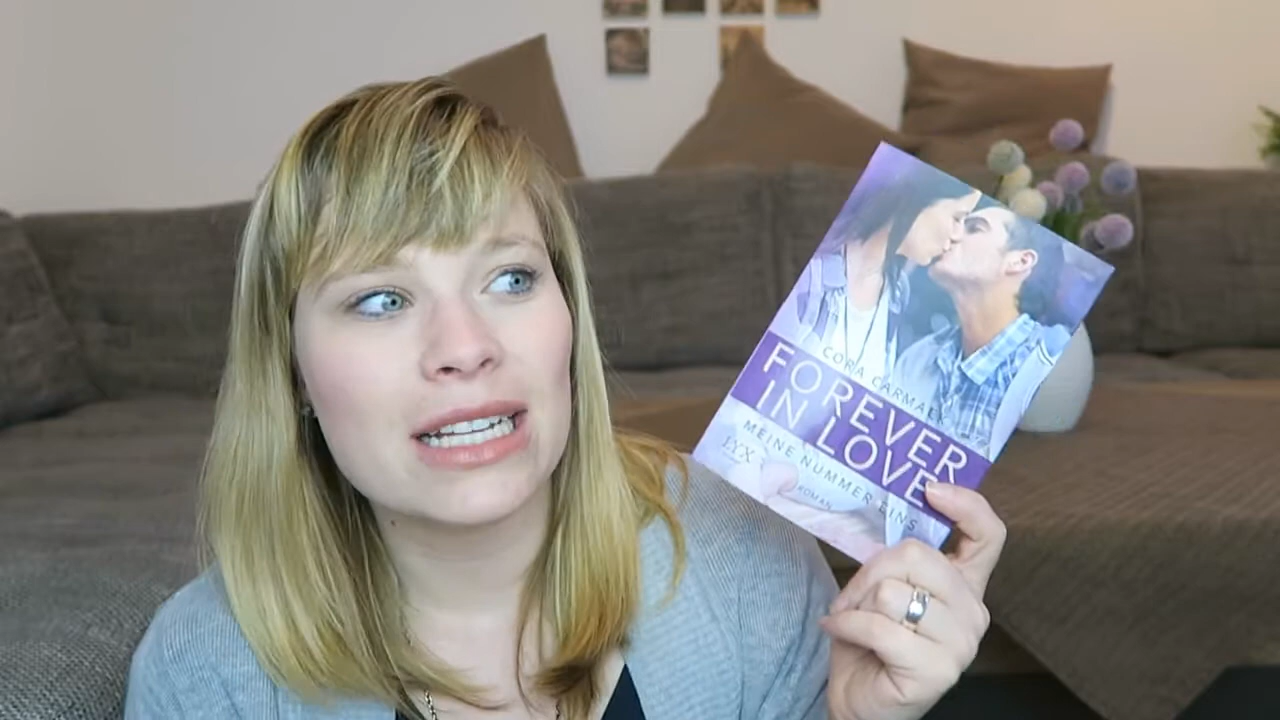 CORA CARMACK
FOREVER
IN LOVE
MEINE NUMMER EINS
LYX
ROMAN